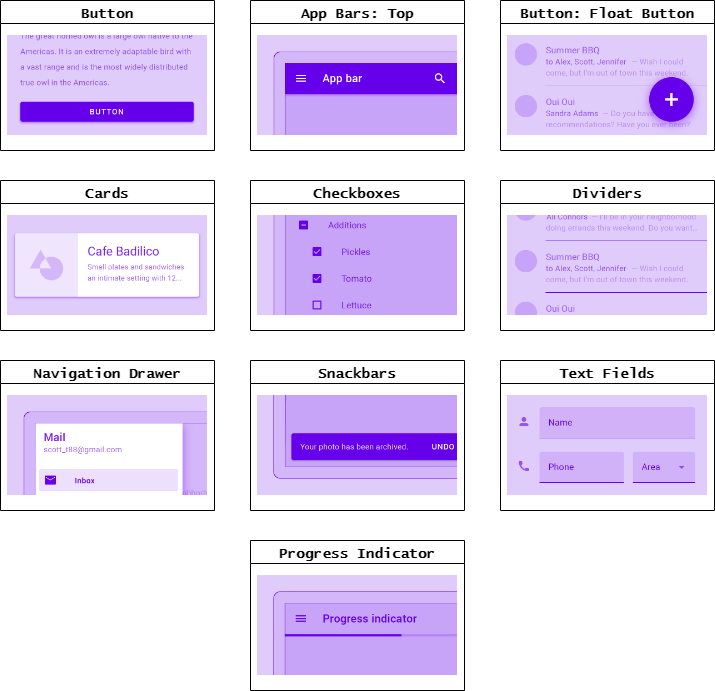 Button
The great horned owl is a large owl native to the
Americas. It is an extremely adaptable bird with
a vast range and is the most widely distributed
true owl in the Americas.
BUTTON
App Bars: Top
App bar
Button: Float Button
Summer BBQ
to Alex, Scott, Jennifer — Wish I could
come, but I'm out of town this weekend.
Oui Oui
Sandra Adams — Do you have
recommendations? Have you ever been?
Cards
Cafe Badilico
Small plates and sandwiches
an intimate setting with 12...
Checkboxes
Additions
Pickles
Tomato
Lettuce
Dividers
Ali Connors — I'll be in your neighborhood
doing errands this weekend. Do you want...
Summer BBQ
to Alex, Scott, Jennifer — Wish I could
come, but I'm out of town this weekend.
Oui Oui
Navigation Drawer
Mail
scott_t88@gmail.com
Inbox
Snackbars
Your photo has been archived. UNDO
Text Fields
Name
Phone
Area
Progress Indicator
Progress indicator